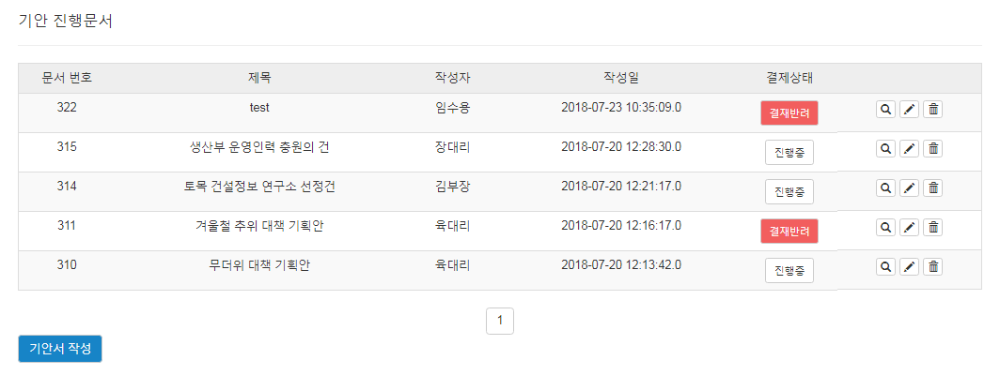 기안 진행문서
문서 번호 제목 작성자 작성일 결제상태
322 test 임수용 2018-07-23 10:35:09.0 결재반려
315 생산부 운영인력 충원의 건 장대리 2018-07-20 12:28:30.0 진행중
314 토목 건설정보 연구소 선정건 김부장 2018-07-20 12:21:17.0 진행중
311 겨울철 추위 대책 기획안 육대리 2018-07-20 12:16:17.0 결재반려
310 무더위 대책 기획안 육대리 2018-07-20 12:13:42.0 진행중
1
기안서 작성